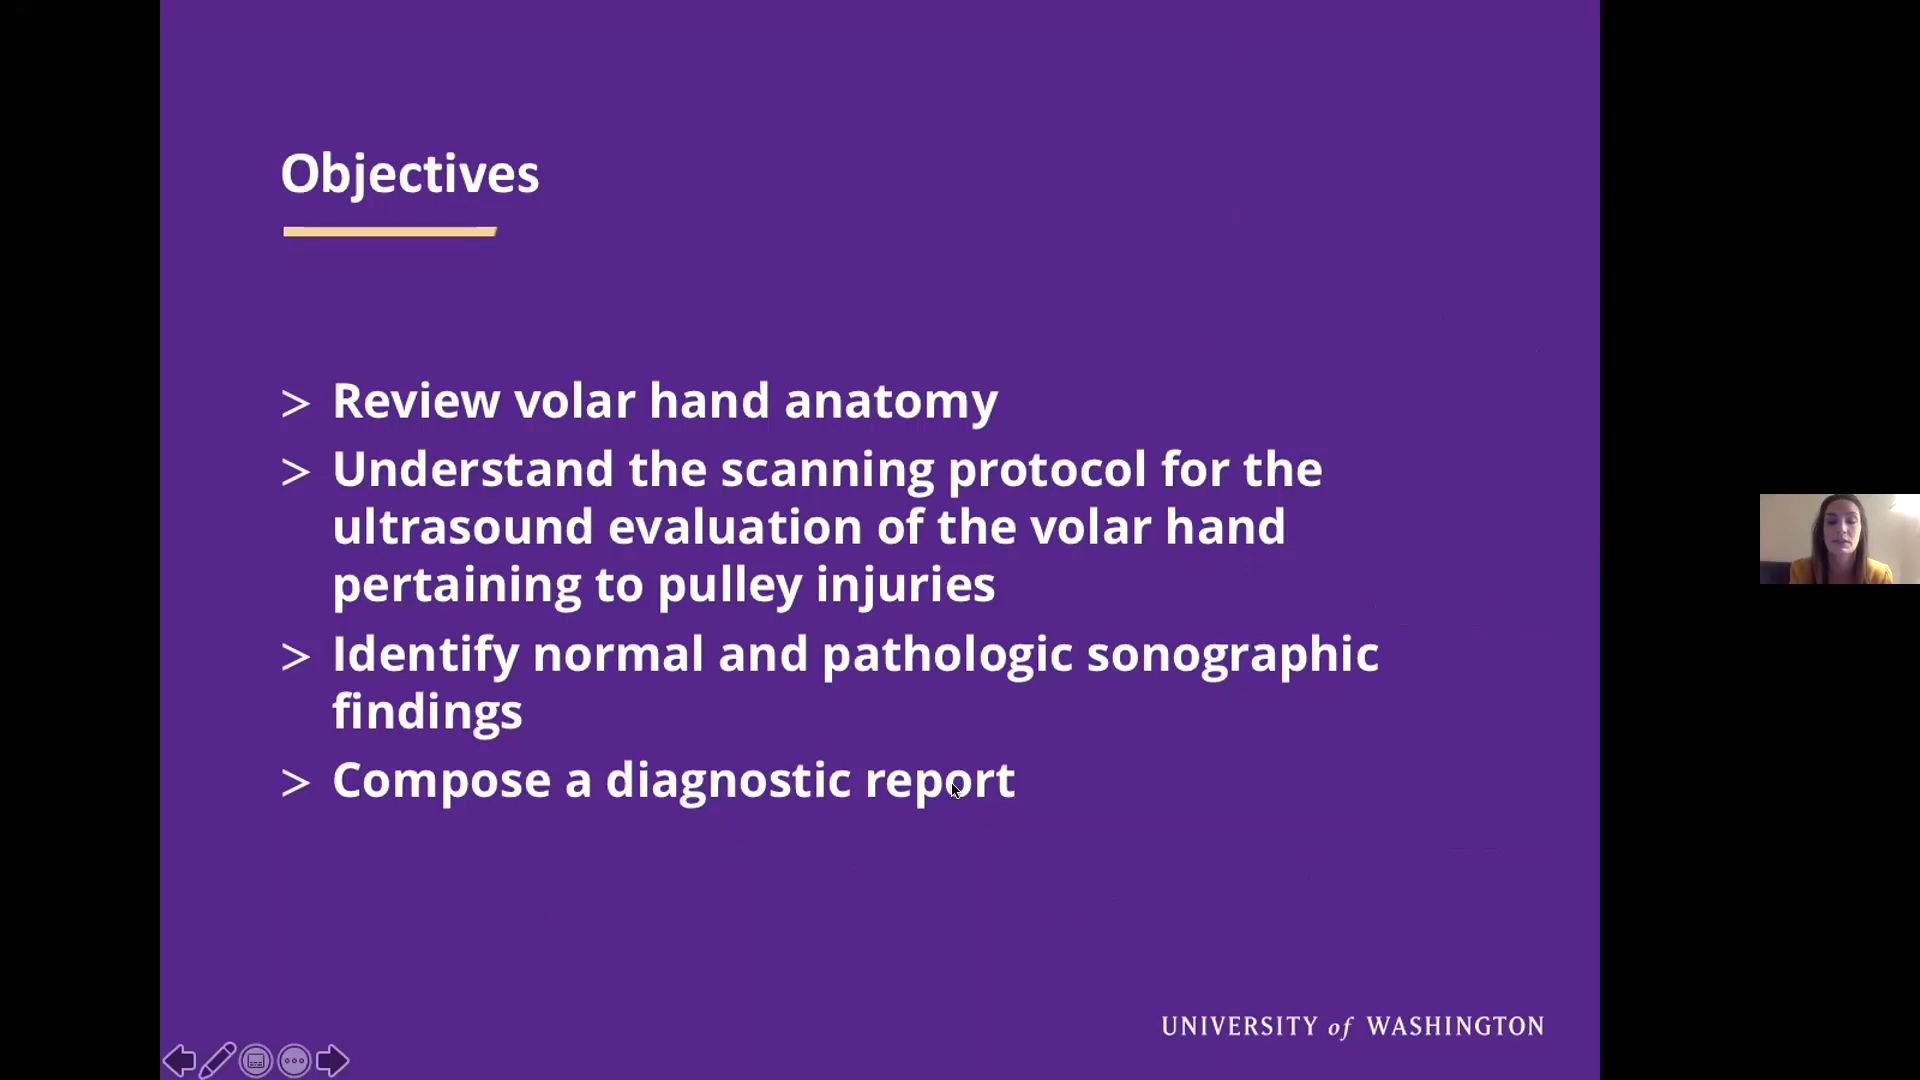 Objectives
> Review volar hand anatomy
> Understand the scanning protocol for the
ultrasound evaluation of the volar hand
pertaining to pulley injuries
> Identify normal and pathologic sonographic
findings
> Compose a diagnostic report
UNIVERSITY of WASHINGTON